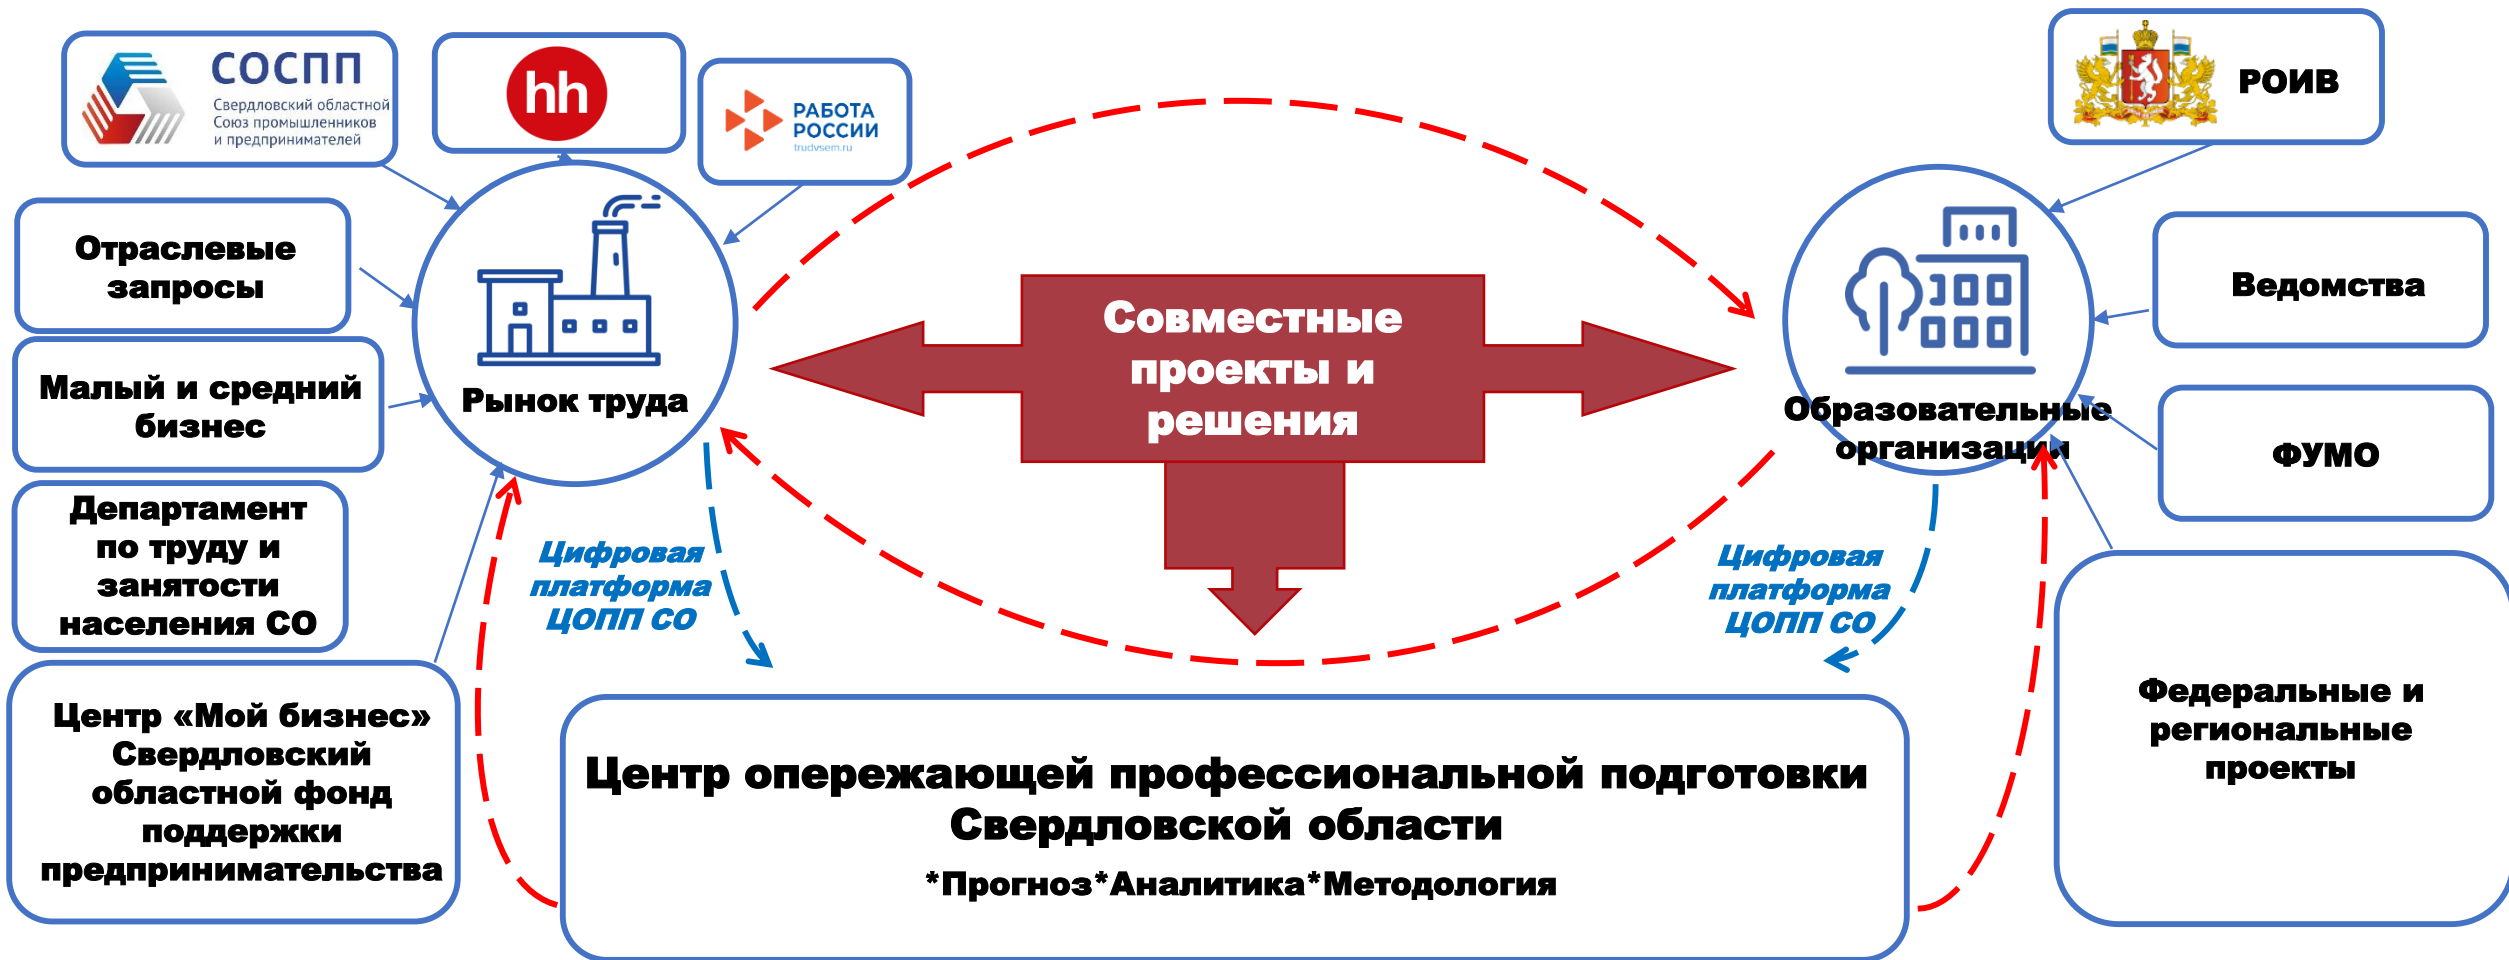 СОСПП
Свердловский областной
Союз промышленников
и предпринимателей
hh
РАБОТА
РОССИИ
trudvsem.ru
РОИВ
Отраслевые
запросы
Малый и средний
бизнес
Департамент
по труду и
занятости
населения СО
Центр «Мой бизнес»
Свердловский
областной фонд
поддержки
предпринимательства
Рынок труда
Совместные
проекты и
решения
Образовательные
организации
Ведомства
ФУМО
Федеральные и
региональные
проекты
Цифровая
платформа
ЦОПП СО
Цифровая
платформа
ЦОПП СО
Центр опережающей профессиональной подготовки
Свердловской области
*Прогноз*Аналитика*Методология